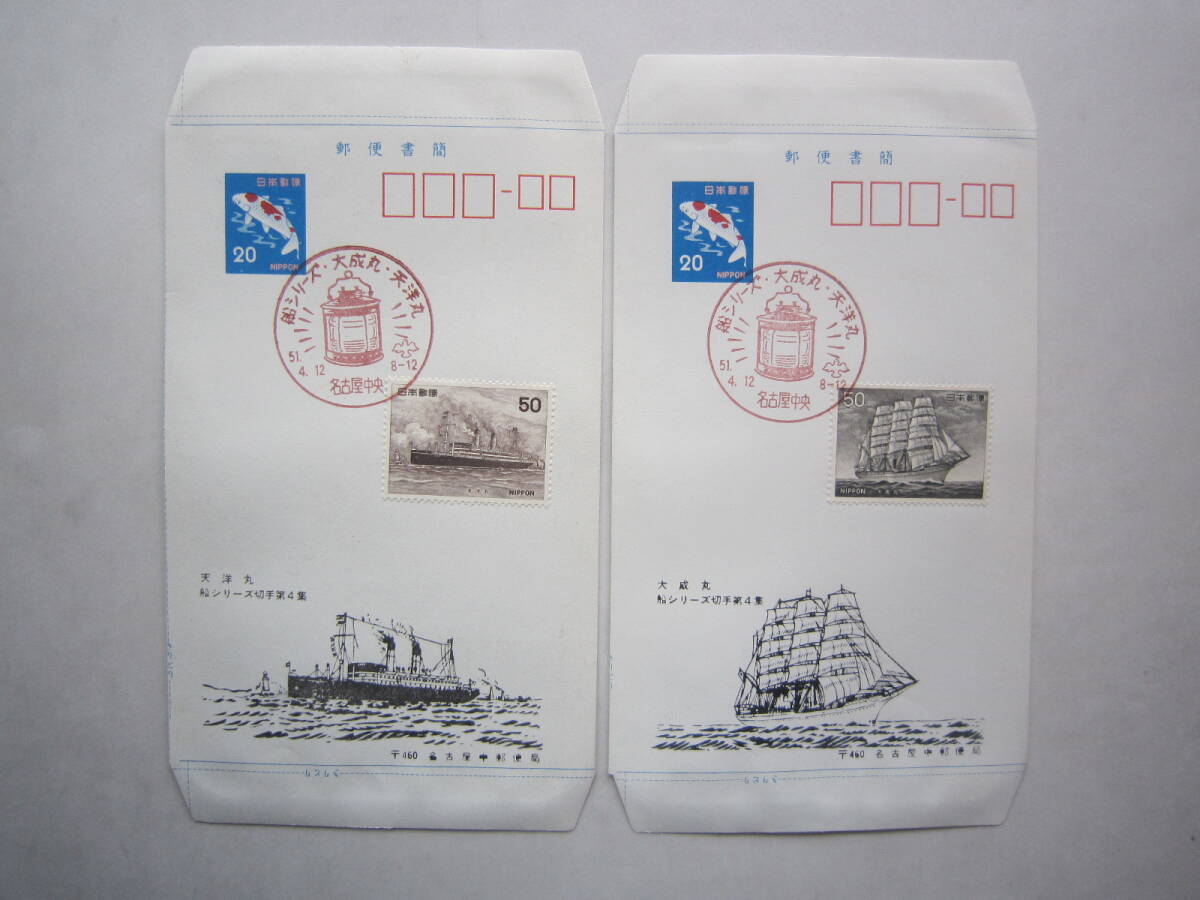 郵便書簡
日本郵便
20
NIPPON
船シリーズ・大成丸・天洋丸
51.
4. 12
8-12
名古屋中央
日本郵便 50
天洋丸
NIPPON
天洋丸
船シリーズ切手第4集
〒460 名古屋中郵便局
郵便書簡
日本郵便
20
NIPPON
船シリーズ・大成丸・天洋丸
51.
4. 12
8-12
名古屋中央
50 日本郵便
NIPPON 大成丸
大成丸
船シリーズ切手第4集
〒460 名古屋中郵便局